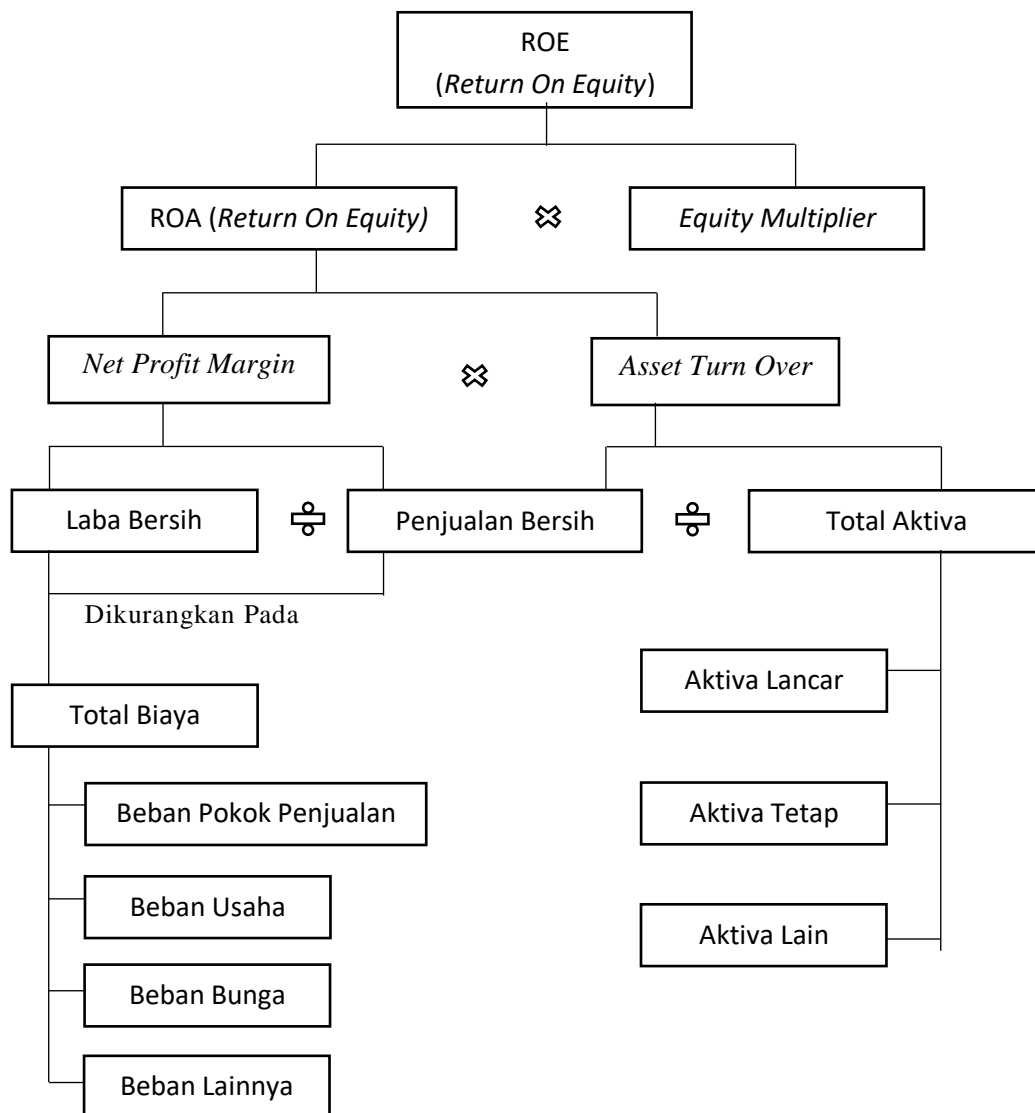 ROE
(Return On Equity)
ROA (Return On Equity)
Equity Multiplier
Net Profit Margin
Asset Turn Over
Laba Bersih
Penjualan Bersih
Total Aktiva
Dikurangkan Pada
Aktiva Lancar
Total Biaya
Beban Pokok Penjualan
Aktiva Tetap
Beban Usaha
Aktiva Lain
Beban Bunga
Beban Lainnya